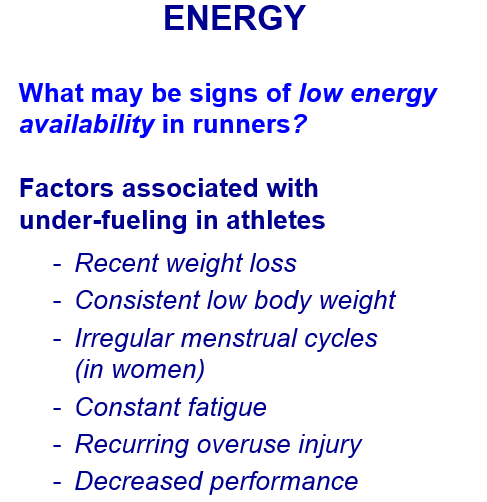 ENERGY
What may be signs of low energy
availability in runners?
Factors associated with
under-fueling in athletes
- Recent weight loss
- Consistent low body weight
- Irregular menstrual cycles
(in women)
- Constant fatigue
- Recurring overuse injury
- Decreased performance